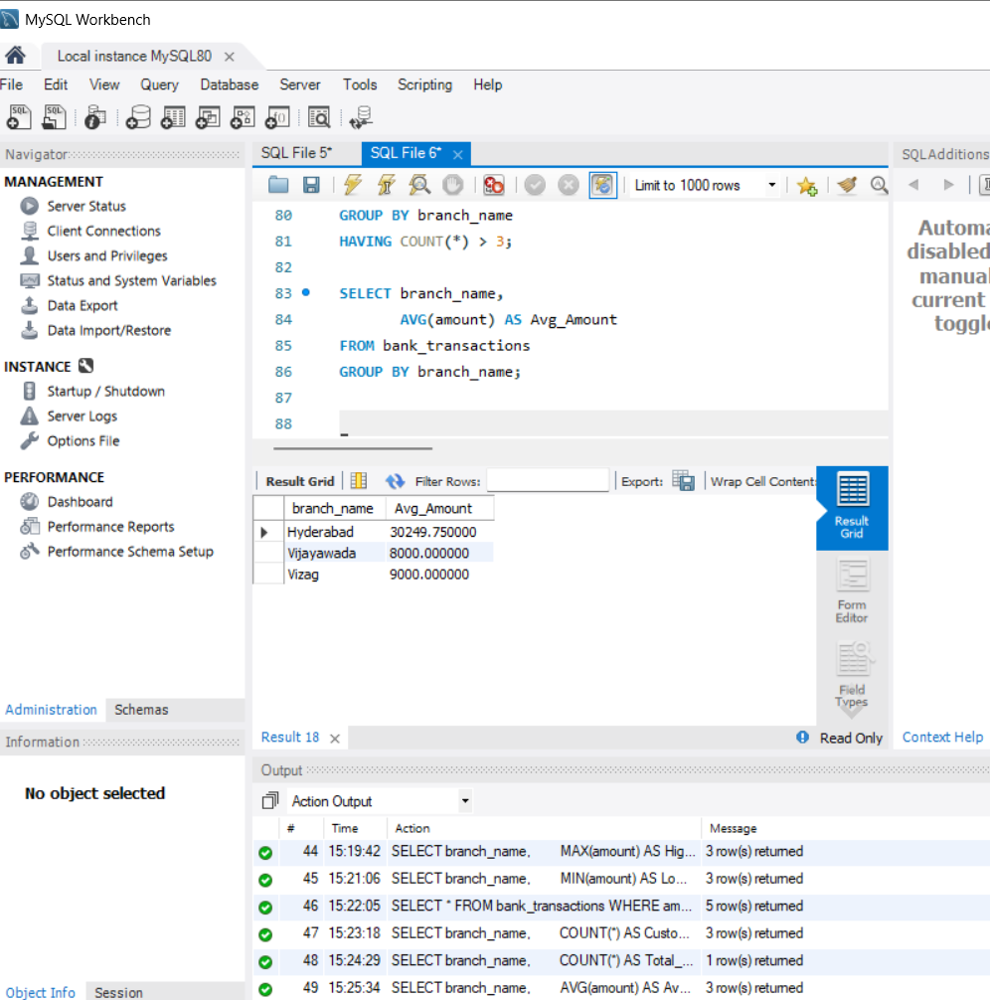 MySQL Workbench
Local instance MySQL80
File Edit View Query Database Server Tools Scripting Help
Navigator
MANAGEMENT
Server Status
Client Connections
Users and Privileges
Status and System Variables
Data Export
Data Import/Restore
INSTANCE
Startup / Shutdown
Server Logs
Options File
PERFORMANCE
Dashboard
Performance Reports
Performance Schema Setup
Administration Schemas
Information
No object selected
Object Info Session
SQL File 5* SQL File 6*
Limit to 1000 rows
80 GROUP BY branch_name
81 HAVING COUNT(*) > 3;
82
83 SELECT branch_name,
84 AVG(amount) AS Avg_Amount
85 FROM bank_transactions
86 GROUP BY branch_name;
87
88
Result Grid Filter Rows: Export: Wrap Cell Content:
branch_name Avg_Amount
Hyderabad 30249.750000
Vijayawada 8000.000000
Vizag 9000.000000
Result
Grid
Form
Editor
Field
Types
Result 18 Read Only
Output
Action Output
# Time Action Message
44 15:19:42 SELECT branch_name, MAX(amount) AS Hig... 3 row(s) returned
45 15:21:06 SELECT branch_name, MIN(amount) AS Lo... 3 row(s) returned
46 15:22:05 SELECT * FROM bank_transactions WHERE am... 5 row(s) returned
47 15:23:18 SELECT branch_name, COUNT(*) AS Custo... 3 row(s) returned
48 15:24:29 SELECT branch_name, COUNT(*) AS Total_... 1 row(s) returned
49 15:25:34 SELECT branch_name, AVG(amount) AS Av... 3 row(s) returned
SQLAdditions
Automa
disabled
manual
current
toggle
Context Help